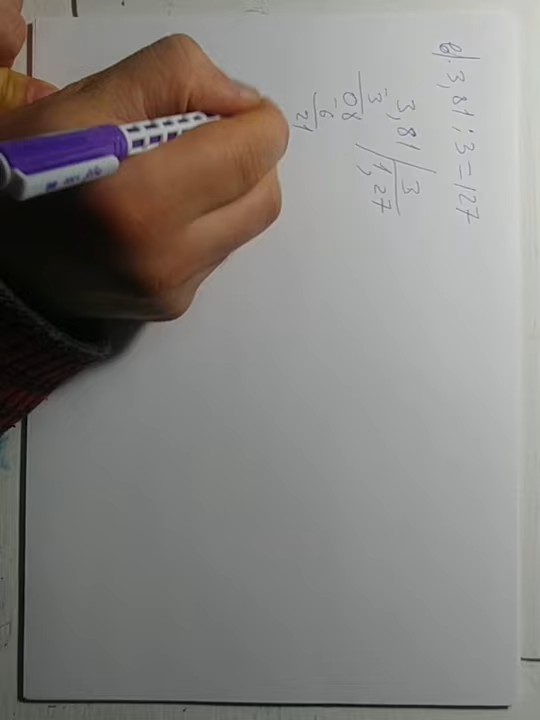 в). 3,81 : 3 = 127
3,81 / 3
- 3 1,27
08
- 6
21